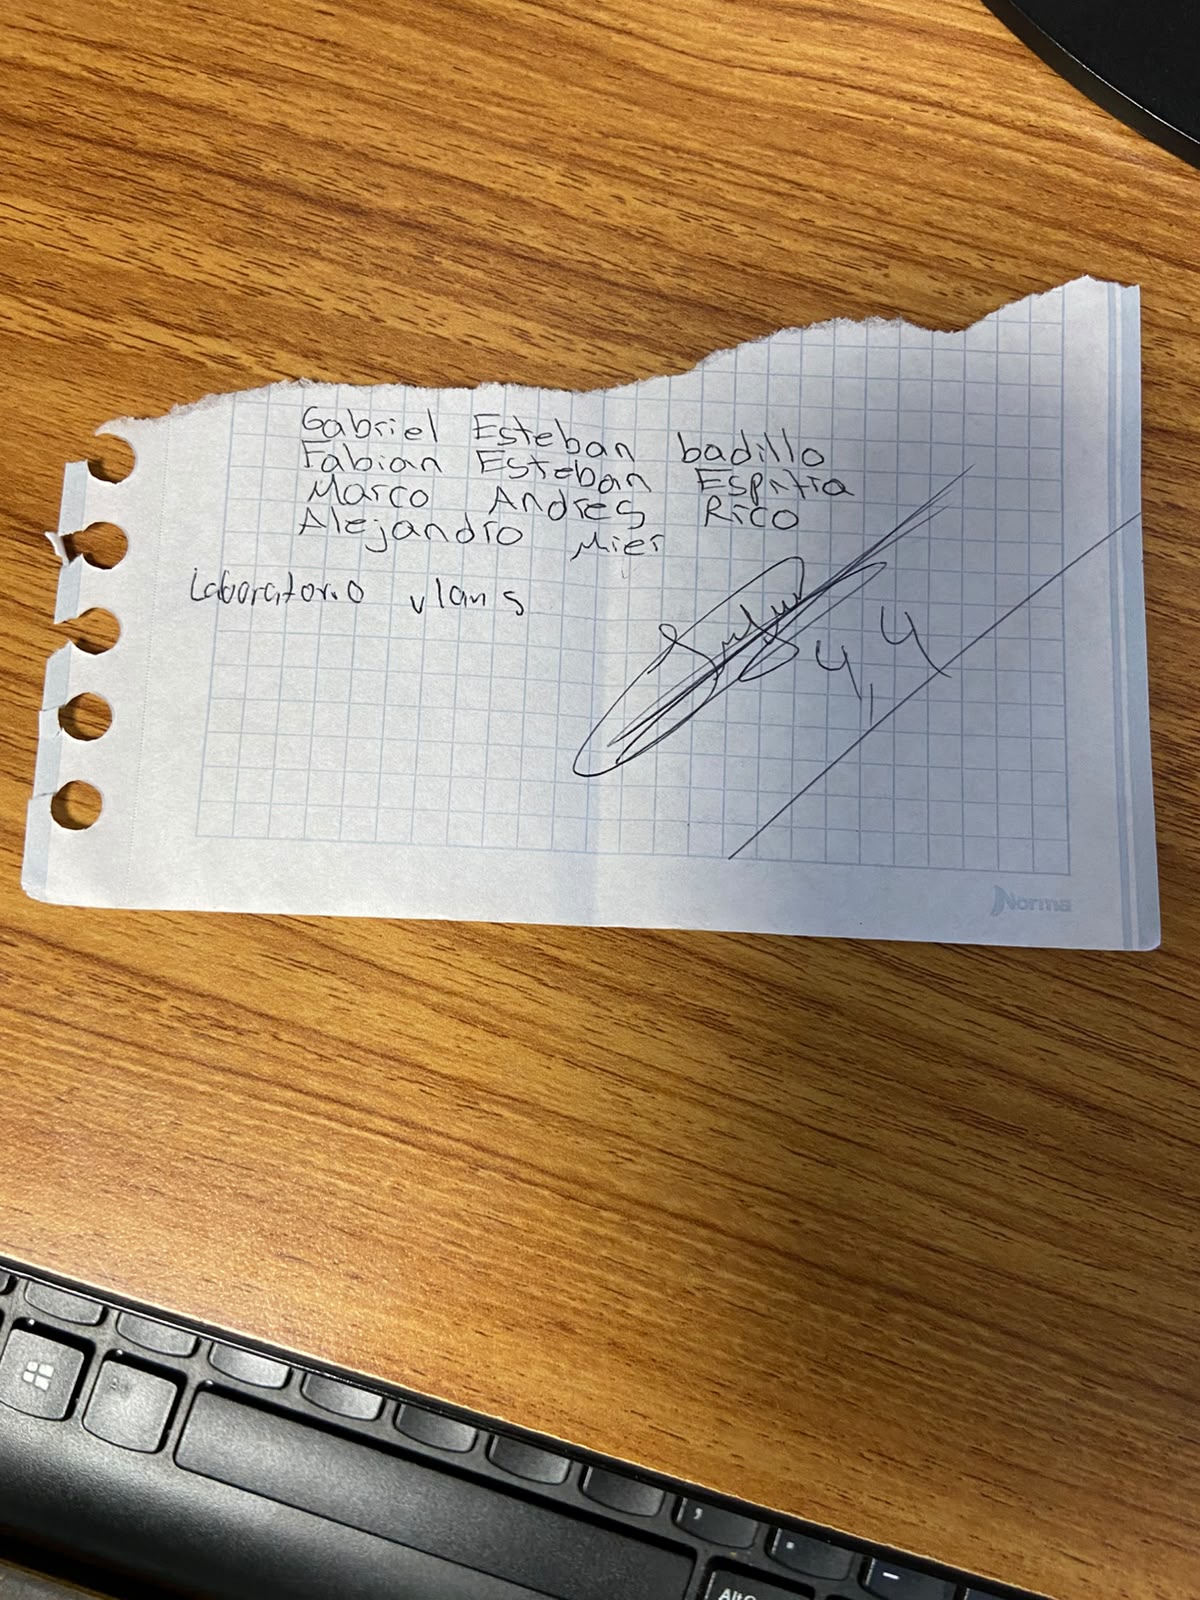 Gabriel Esteban badillo
Fabian Esteban Espitia
Marco Andres Rico
Alejandro Mier
Laboratorio vlans
4,4
Norma
,
.
-